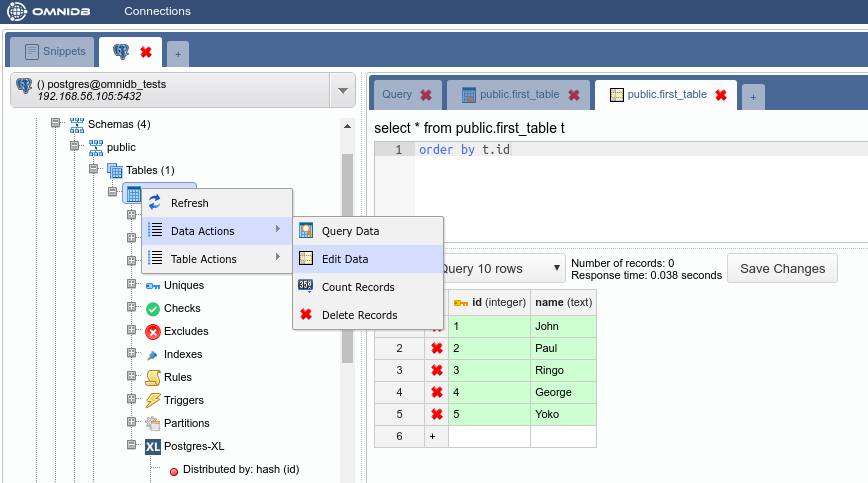 OMNIDB Connections
Snippets
+
() postgres@omnidb_tests
192.168.56.105:5432
Schemas (4)
public
Tables (1)
Refresh
Data Actions
Table Actions
Query Data
Edit Data
Count Records
Delete Records
Uniques
Checks
Excludes
Indexes
Rules
Triggers
Partitions
XL Postgres-XL
Distributed by: hash (id)
Query public.first_table public.first_table +
select * from public.first_table t
1 order by t.id
Query 10 rows
Number of records: 0
Response time: 0.038 seconds
Save Changes
id (integer) name (text)
1 John
2 2 Paul
3 3 Ringo
4 4 George
5 5 Yoko
6 +